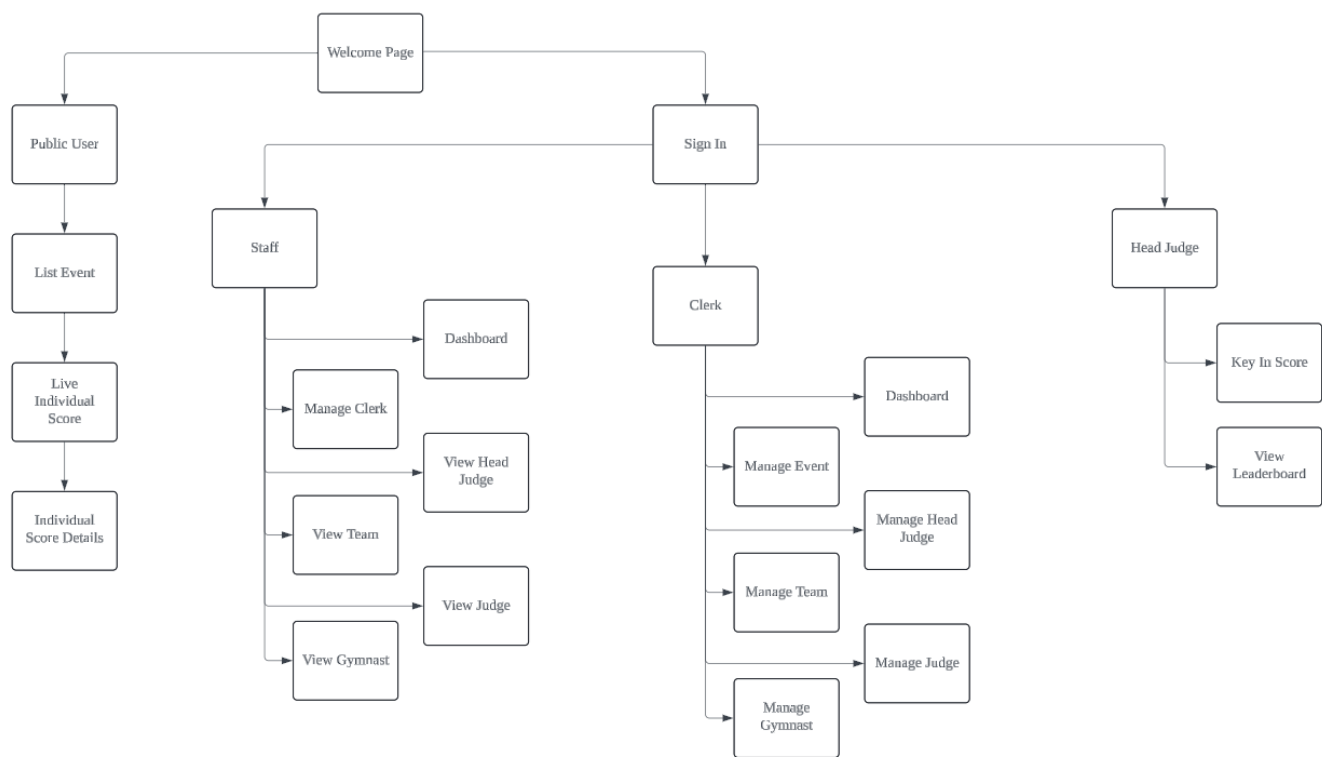 Welcome Page
Public User
Sign In
Staff
Head Judge
List Event
Clerk
Dashboard
Key In Score
Live
Individual
Score
Manage Clerk
Dashboard
View Head
Judge
Manage Event
View
Leaderboard
Individual
Score Details
View Team
Manage Head
Judge
Manage Team
View Judge
View Gymnast
Manage Judge
Manage
Gymnast